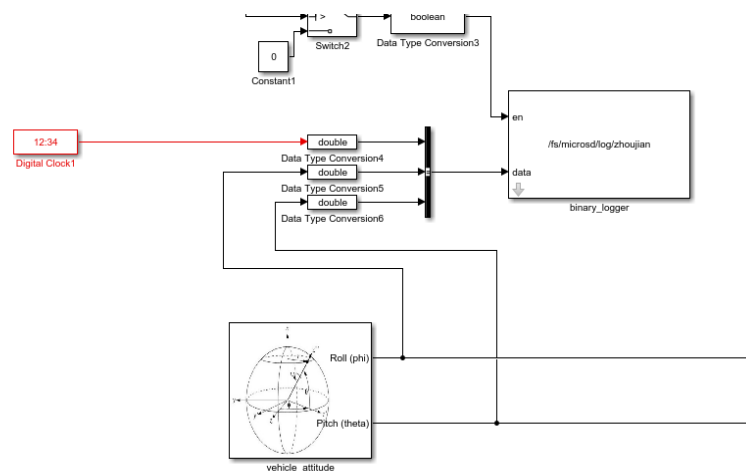 boolean
Switch2
Data Type Conversion3
0
Constant1
en
12:34
double
/fs/microsd/log/zhoujian
Digital Clock1
Data Type Conversion4
double
data
Data Type Conversion5
double
binary_logger
Data Type Conversion6
Roll (phi)
Pitch (theta)
vehicle_attitude